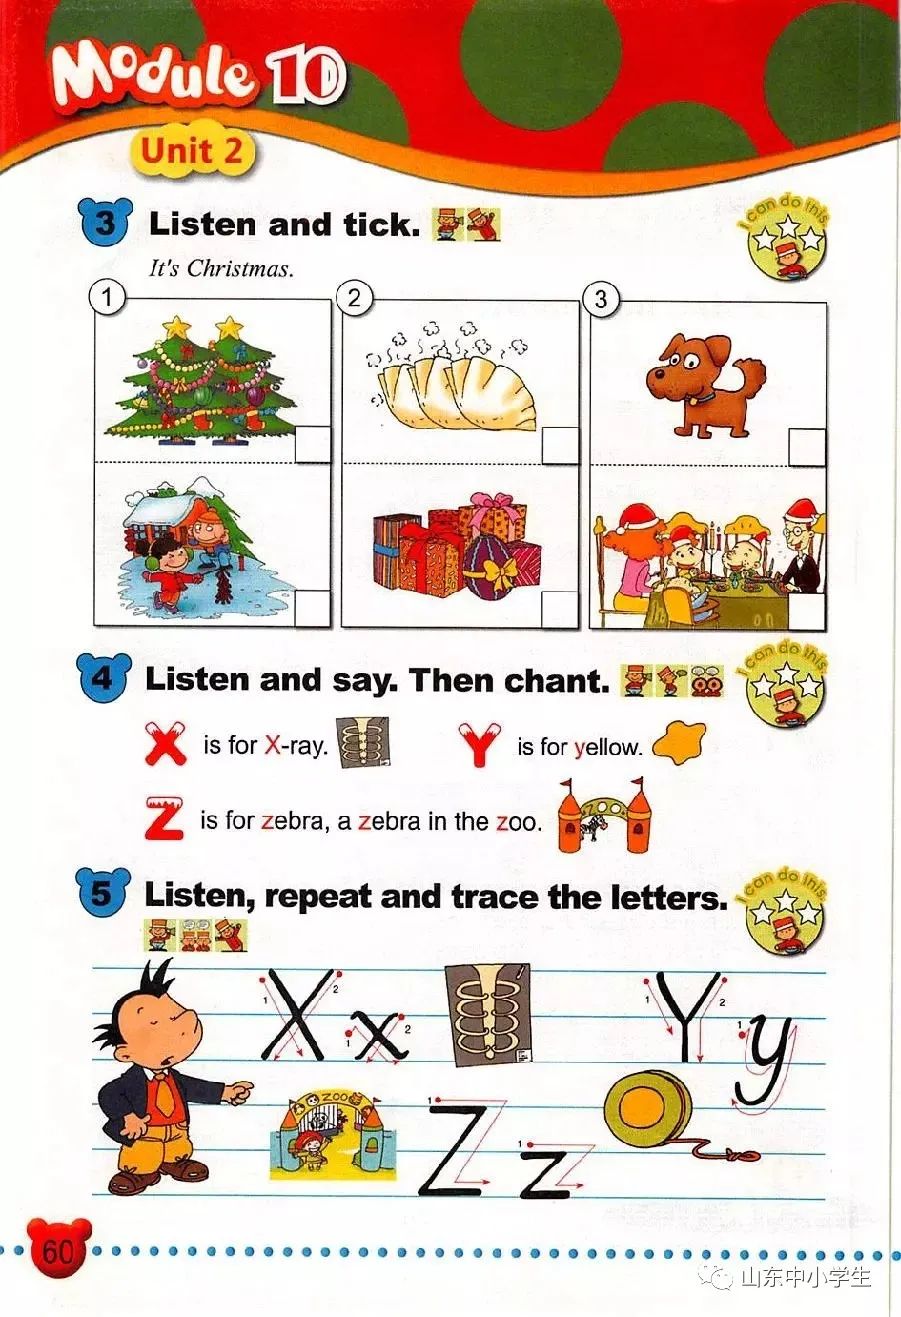 Module 10
Unit 2
3 Listen and tick.
I can do this
It's Christmas.
1
2
3
4 Listen and say. Then chant.
I can do this
X is for X-ray.
Y is for yellow.
Z is for zebra, a zebra in the zoo.
ZOO
5 Listen, repeat and trace the letters.
I can do this
1 X 2
1 x 2
1 Y 2
1 y
ZOO
1 Z
1 z
60
山东中小学生